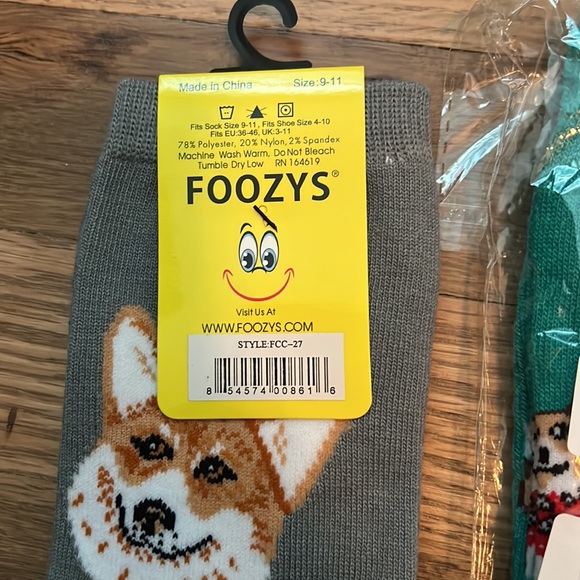 Made in China Size:9-11
Fits Sock Size 9-11, Fits Shoe Size 4-10
Fits EU:36-46, UK:3-11
78% Polyester, 20% Nylon, 2% Spandex
Machine Wash Warm, Do Not Bleach
Tumble Dry Low RN 164619
FOOZYS®
Visit Us At
WWW.FOOZYS.COM
STYLE:FCC-27
8 54574 00861 6